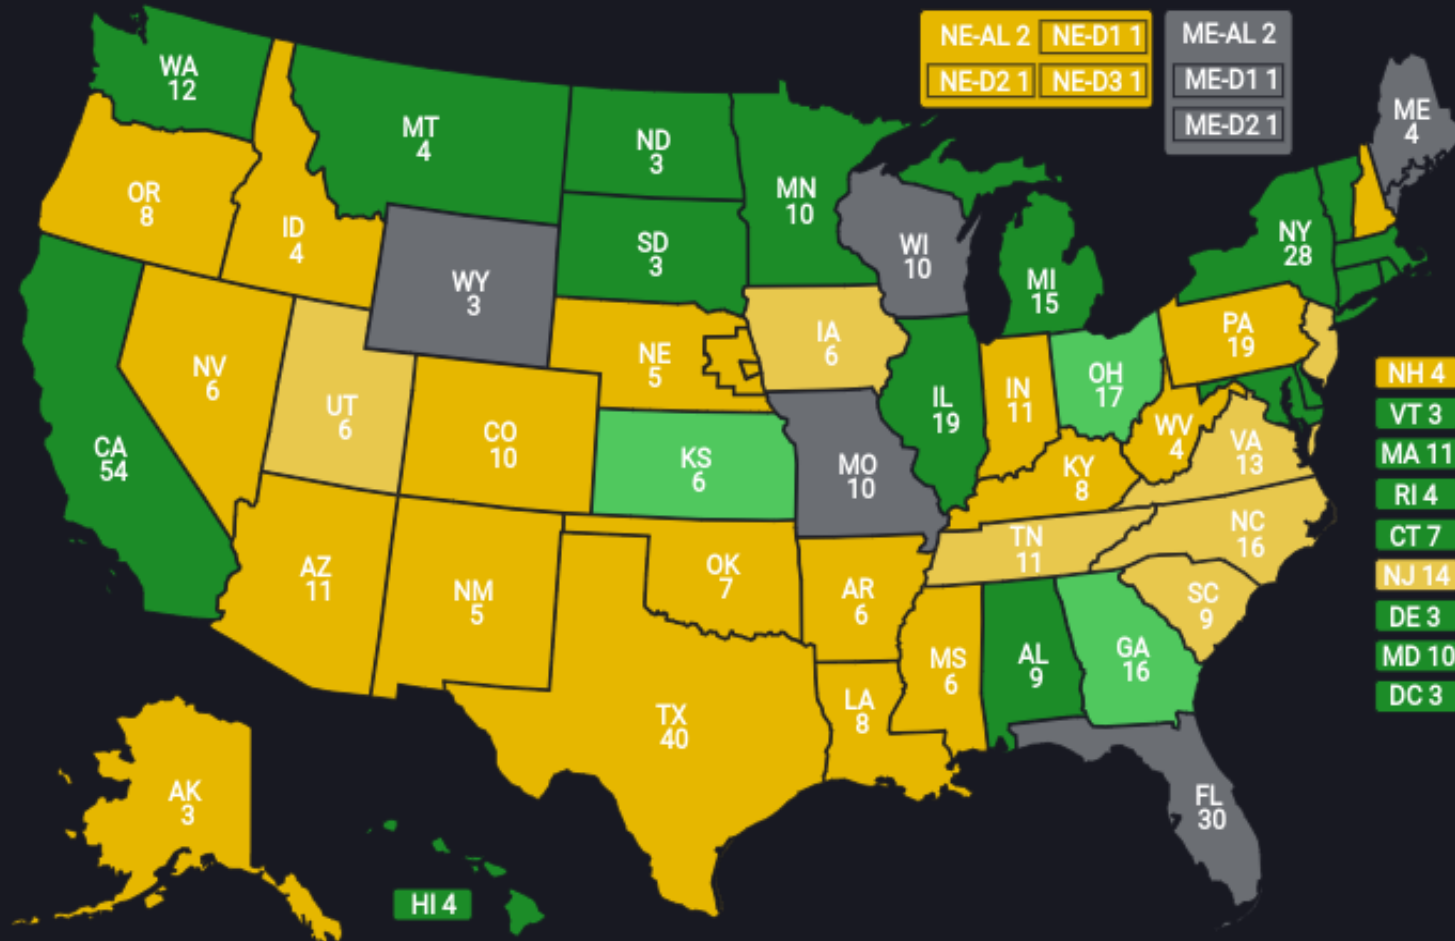 NE-AL 2
NE-D1 1
NE-D2 1
NE-D3 1
ME-AL 2
ME-D1 1
ME-D2 1
WA
12
MT
4
ND
3
MN
10
ME
4
OR
8
ID
4
SD
3
WI
10
NY
28
WY
3
MI
15
NV
6
UT
6
NE
5
IA
6
PA
19
CA
54
CO
10
KS
6
IL
19
IN
11
OH
17
WV
4
VA
13
MO
10
KY
8
NC
16
TN
11
AZ
11
NM
5
OK
7
AR
6
SC
9
MS
6
AL
9
GA
16
TX
40
LA
8
AK
3
FL
30
HI 4
NH 4
VT 3
MA 11
RI 4
CT 7
NJ 14
DE 3
MD 10
DC 3